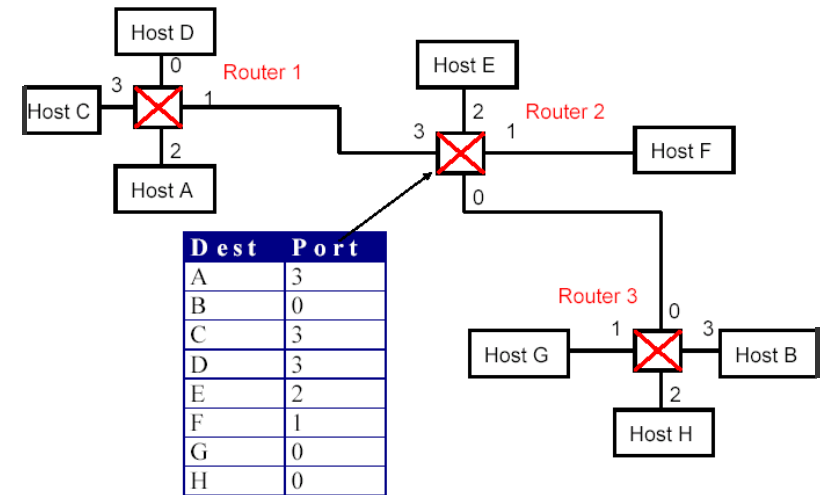 Host D
0
Router 1
3
Host C
1
2
Host A
Host E
2
Router 2
3
1
Host F
0
Dest Port
A 3
B 0
C 3
D 3
E 2
F 1
G 0
H 0
Router 3
0
1
3
Host G
Host B
2
Host H